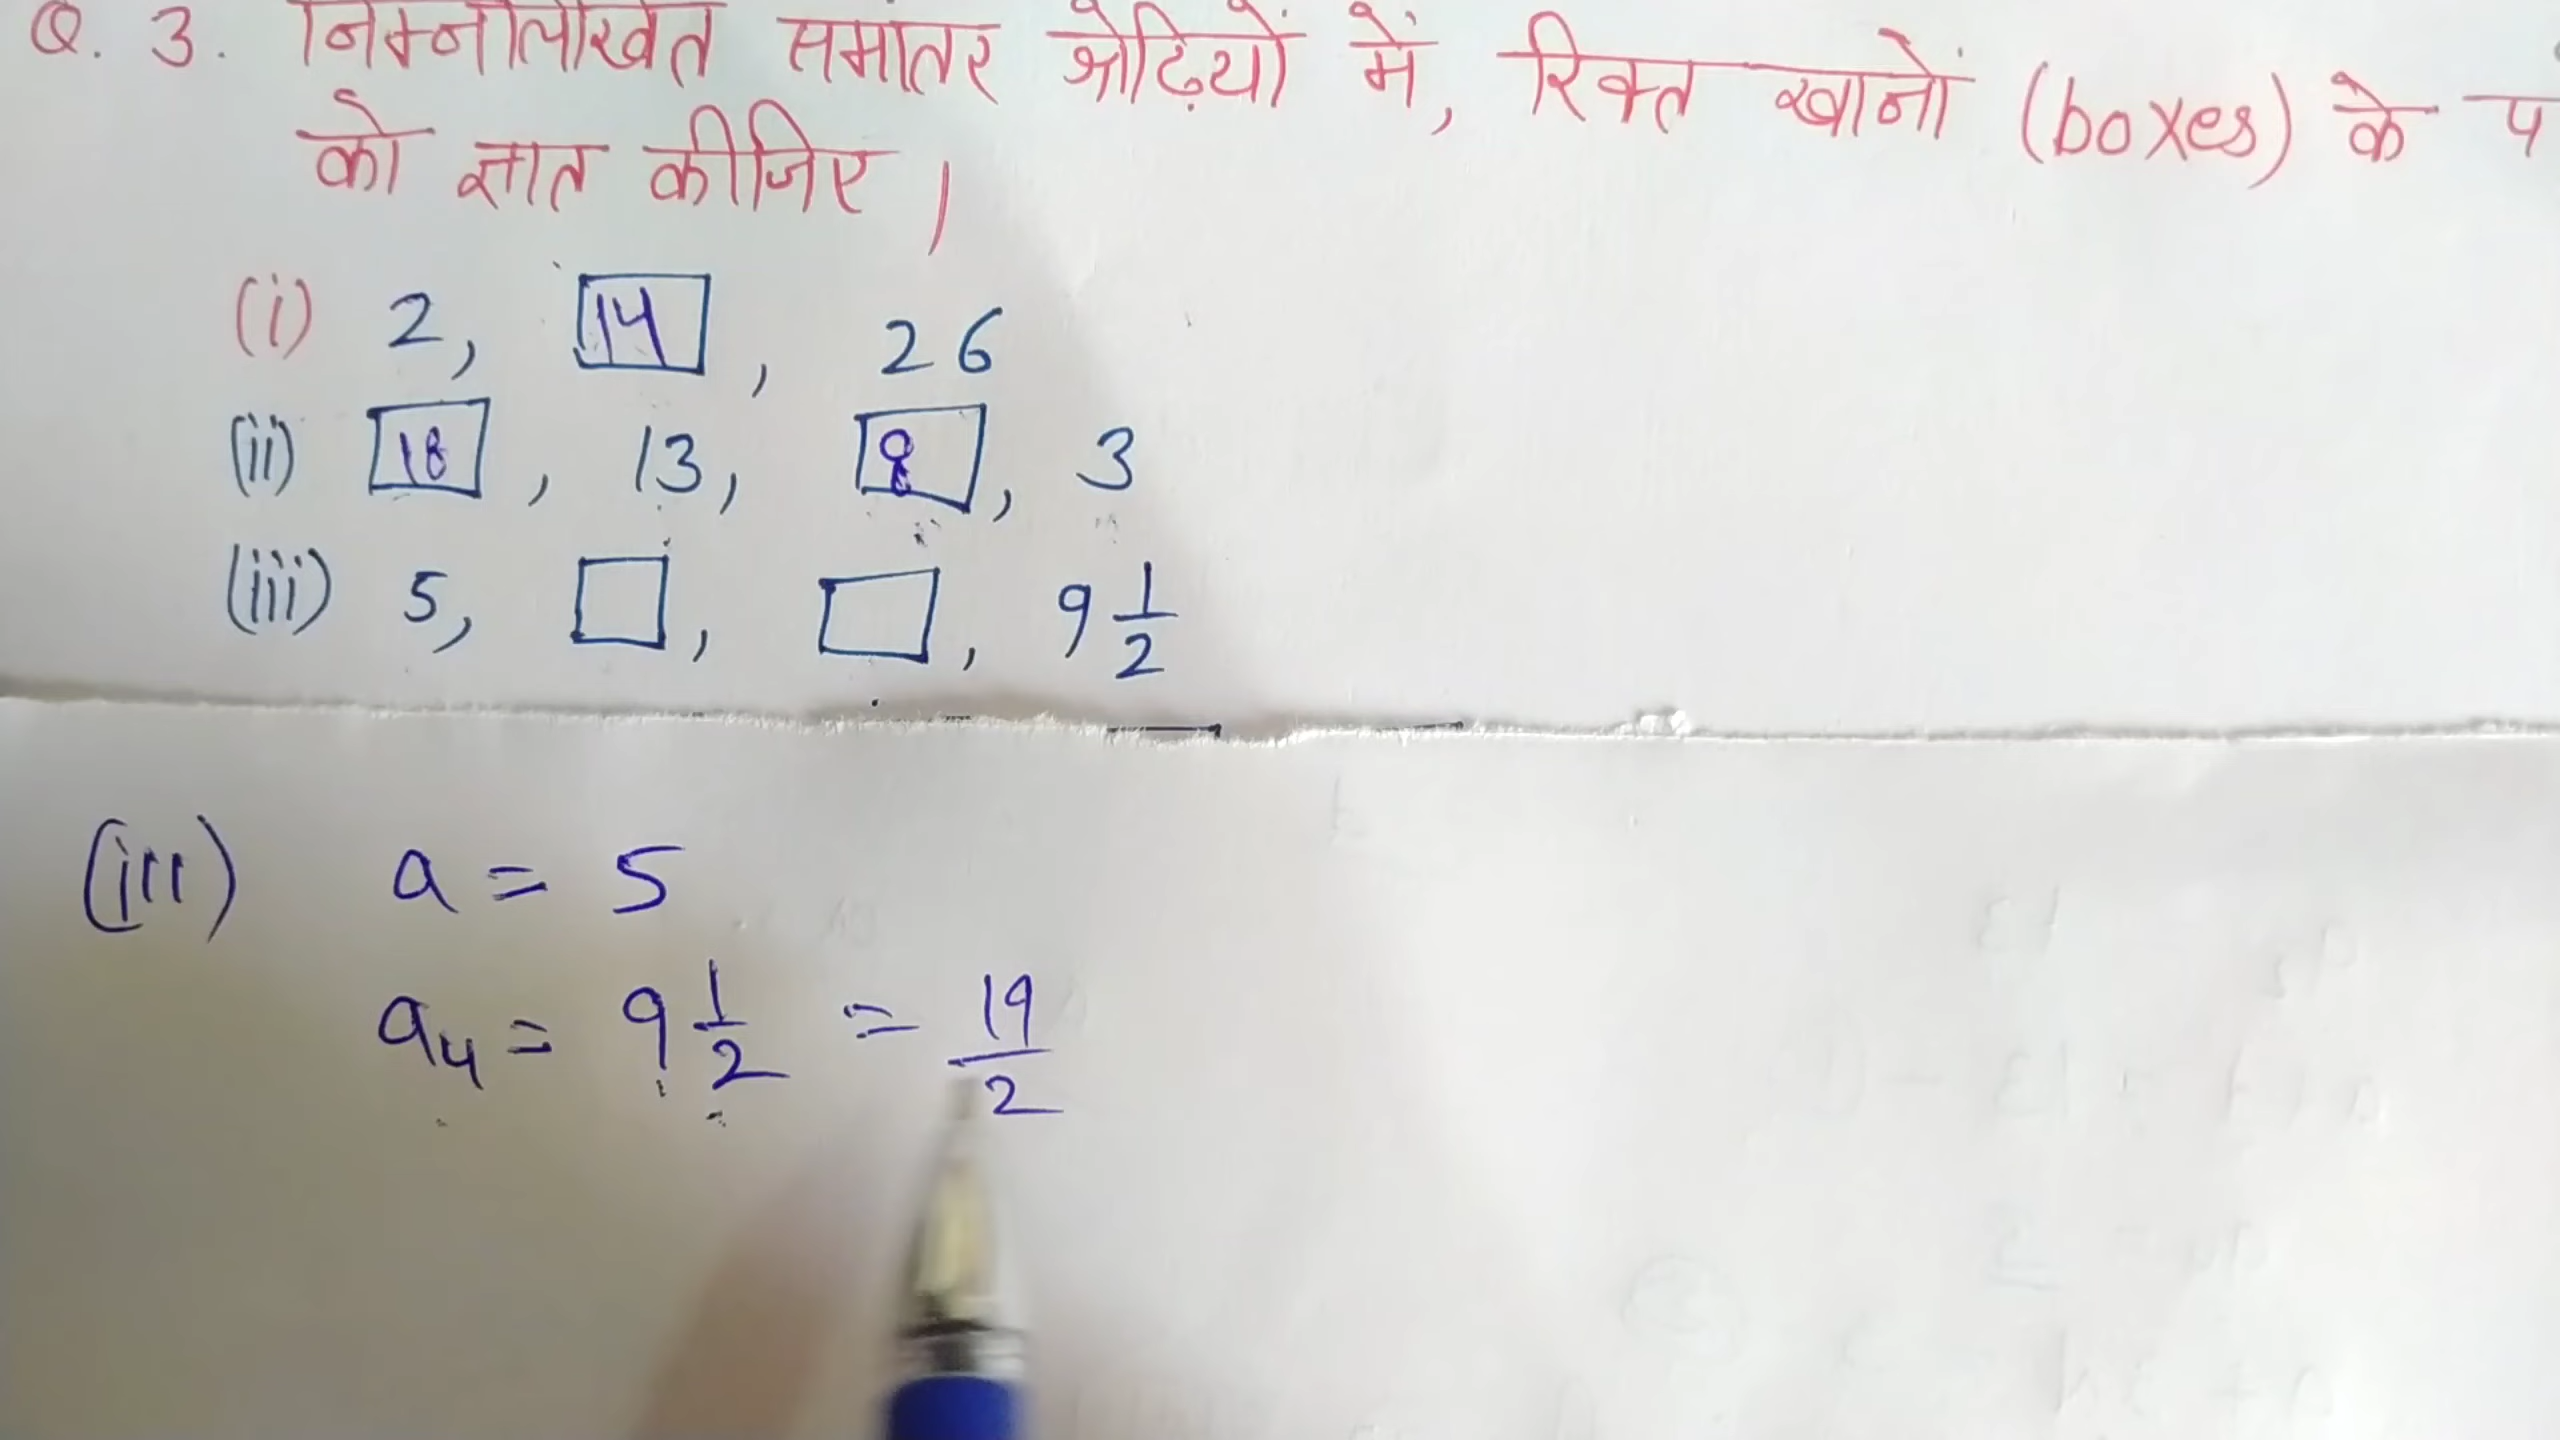 Q. 3. निम्नलिखित समांतर श्रेढ़ियों में, रिक्त खानों (boxes) के
को ज्ञात कीजिए।
(i) 2, 14, 26
(ii) 18, 13, 8, 3
(iii) 5, □, □, 9 1/2
(iii) a = 5
a₄ = 9 1/2 = 19/2